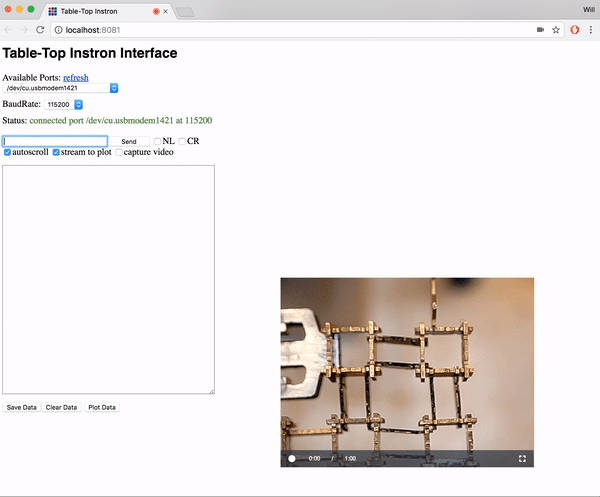 Table-Top Instron
Will
localhost:8081
Table-Top Instron Interface
Available Ports: refresh
/dev/cu.usbmodem1421
BaudRate: 115200
Status: connected port /dev/cu.usbmodem1421 at 115200
Send NL CR
autoscroll stream to plot capture video
Save Data Clear Data Plot Data
0:00 / 1:00